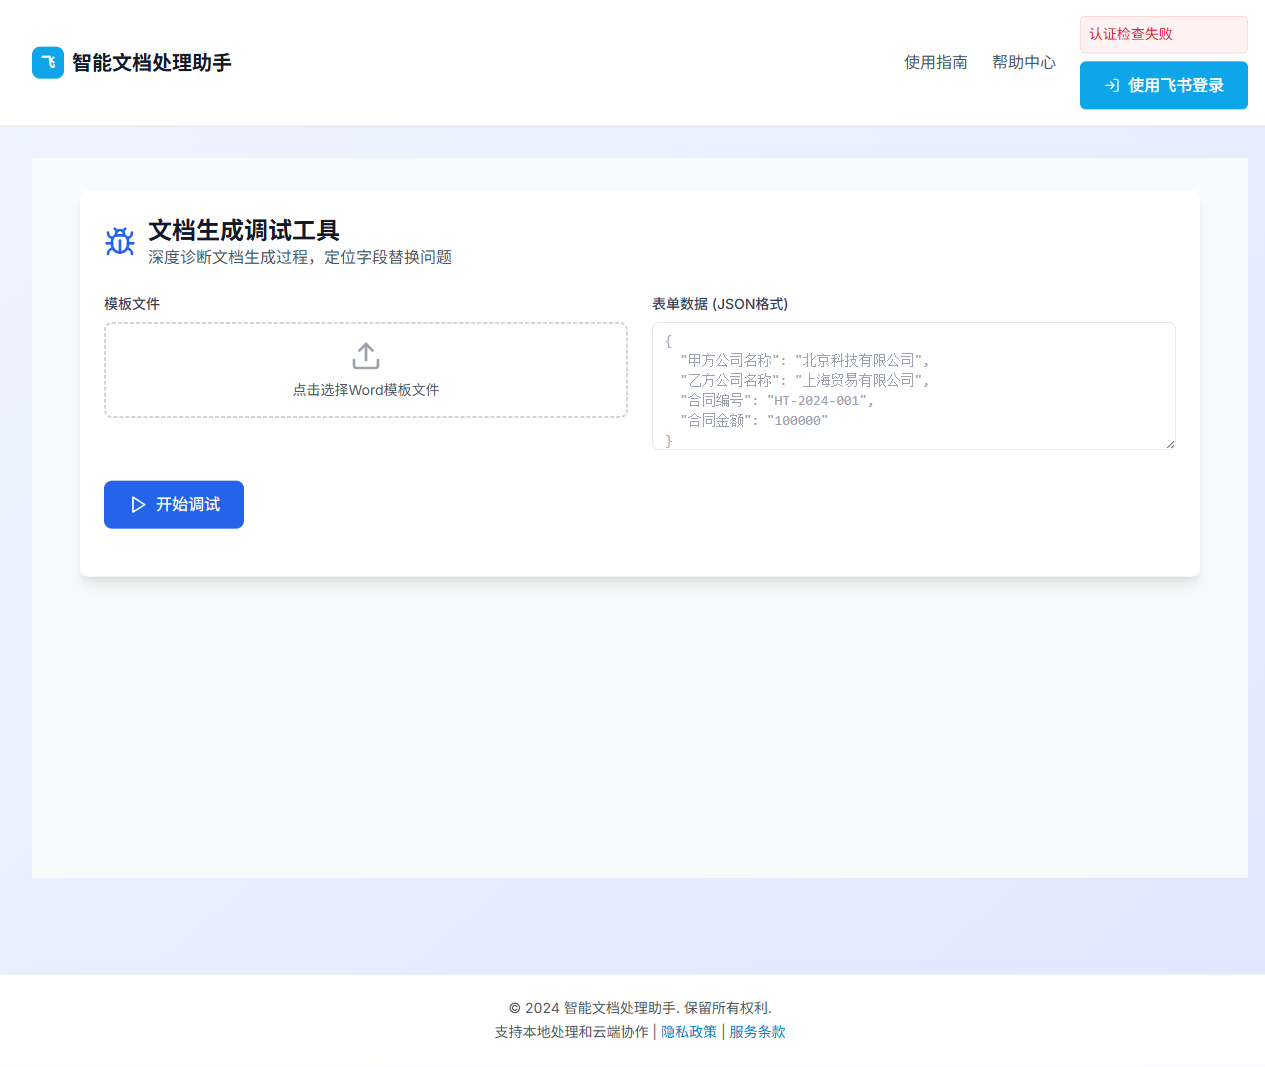 飞
智能文档处理助手
使用指南
帮助中心
认证检查失败
使用飞书登录
文档生成调试工具
深度诊断文档生成过程，定位字段替换问题
模板文件
点击选择Word模板文件
表单数据 (JSON格式)
{
  "甲方公司名称": "北京科技有限公司",
  "乙方公司名称": "上海贸易有限公司",
  "合同编号": "HT-2024-001",
  "合同金额": "100000"
}
开始调试
© 2024 智能文档处理助手. 保留所有权利.
支持本地处理和云端协作 | 隐私政策 | 服务条款